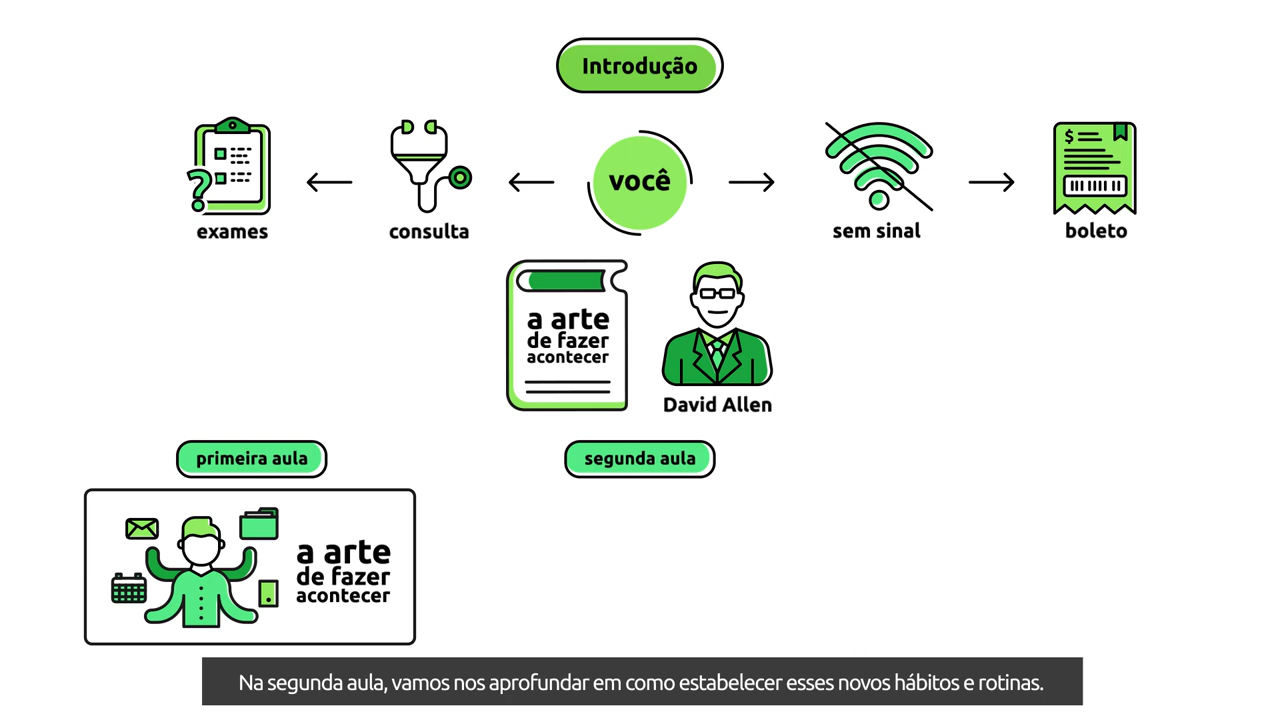 Introdução
exames
consulta
você
sem sinal
$
boleto
a arte
de fazer
acontecer
David Allen
primeira aula
segunda aula
?
a arte
de fazer
acontecer
Na segunda aula, vamos nos aprofundar em como estabelecer esses novos hábitos e rotinas.